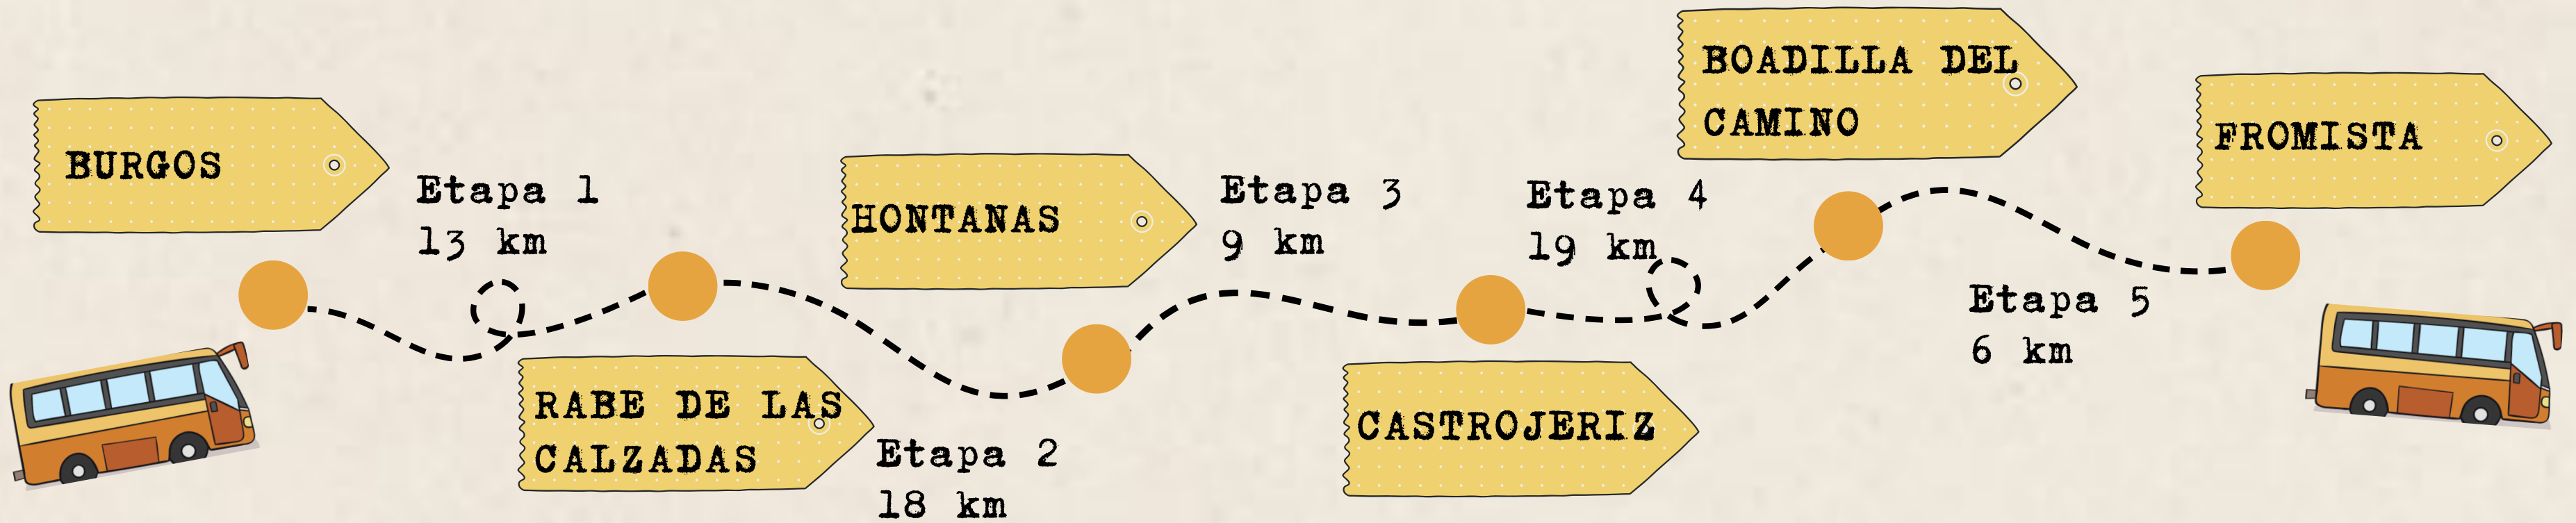 BURGOS
Etapa 1
13 km
RABE DE LAS
CALZADAS
Etapa 2
18 km
HONTANAS
Etapa 3
9 km
CASTROJERIZ
Etapa 4
19 km
BOADILLA DEL
CAMINO
Etapa 5
6 km
FROMISTA